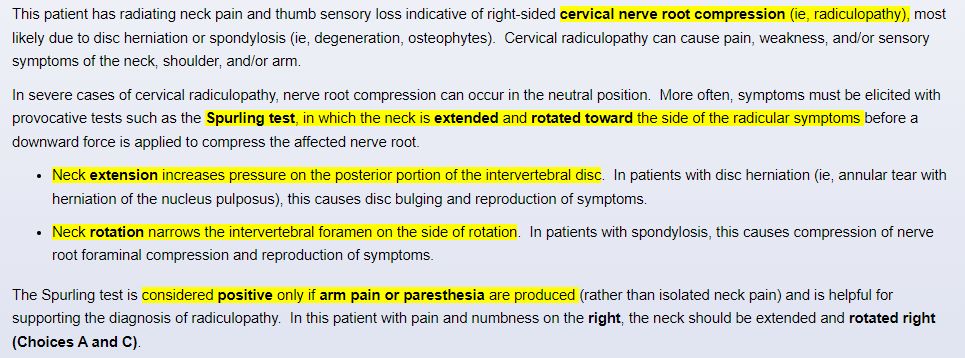 This patient has radiating neck pain and thumb sensory loss indicative of right-sided cervical nerve root compression (ie, radiculopathy), most
likely due to disc herniation or spondylosis (ie, degeneration, osteophytes).  Cervical radiculopathy can cause pain, weakness, and/or sensory
symptoms of the neck, shoulder, and/or arm.
In severe cases of cervical radiculopathy, nerve root compression can occur in the neutral position.  More often, symptoms must be elicited with
provocative tests such as the Spurling test, in which the neck is extended and rotated toward the side of the radicular symptoms before a
downward force is applied to compress the affected nerve root.
• Neck extension increases pressure on the posterior portion of the intervertebral disc.  In patients with disc herniation (ie, annular tear with
herniation of the nucleus pulposus), this causes disc bulging and reproduction of symptoms.
• Neck rotation narrows the intervertebral foramen on the side of rotation.  In patients with spondylosis, this causes compression of nerve
root foraminal compression and reproduction of symptoms.
The Spurling test is considered positive only if arm pain or paresthesia are produced (rather than isolated neck pain) and is helpful for
supporting the diagnosis of radiculopathy.  In this patient with pain and numbness on the right, the neck should be extended and rotated right
(Choices A and C).